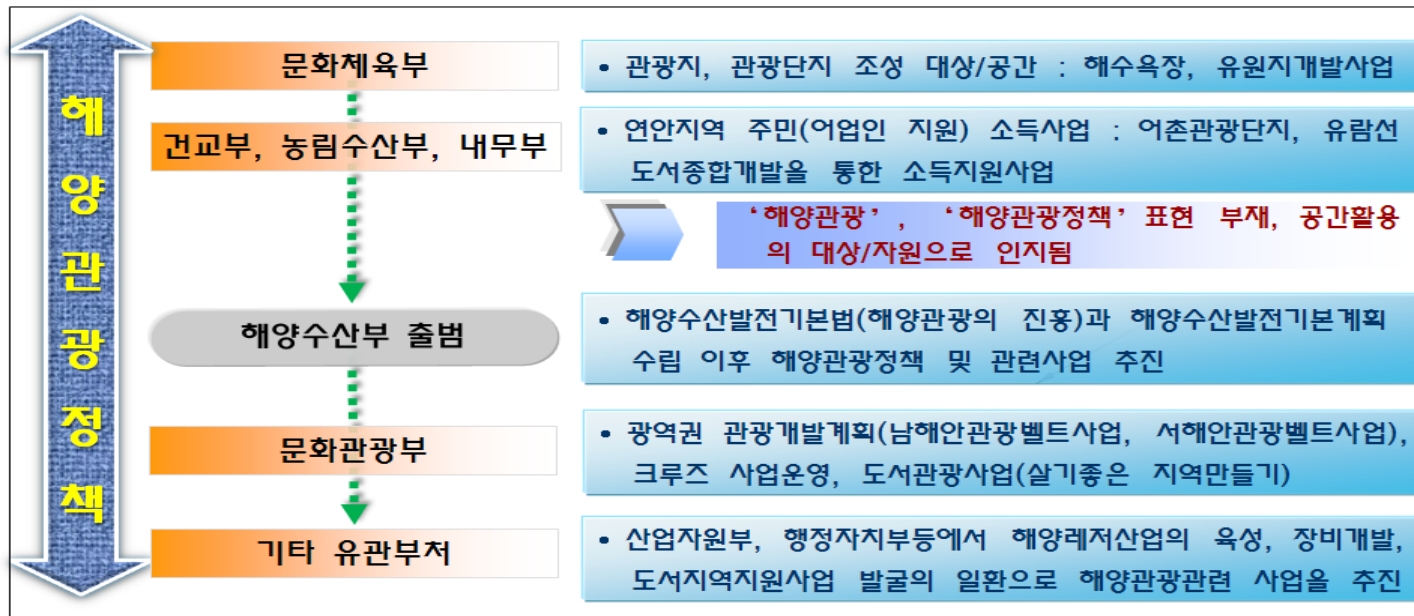 해양관광정책
문화체육부
• 관광지, 관광단지 조성 대상/공간 : 해수욕장, 유원지개발사업
건교부, 농림수산부, 내무부
• 연안지역 주민(어업인 지원) 소득사업 : 어촌관광단지, 유람선
도서종합개발을 통한 소득지원사업
‘해양관광’, ‘해양관광정책’ 표현 부재, 공간활용
의 대상/자원으로 인지됨
해양수산부 출범
• 해양수산발전기본법(해양관광의 진흥)과 해양수산발전기본계획
수립 이후 해양관광정책 및 관련사업 추진
문화관광부
• 광역권 관광개발계획(남해안관광벨트사업, 서해안관광벨트사업),
크루즈 사업운영, 도서관광사업(살기좋은 지역만들기)
기타 유관부처
• 산업자원부, 행정자치부등에서 해양레저산업의 육성, 장비개발,
도서지역지원사업 발굴의 일환으로 해양관광관련 사업을 추진